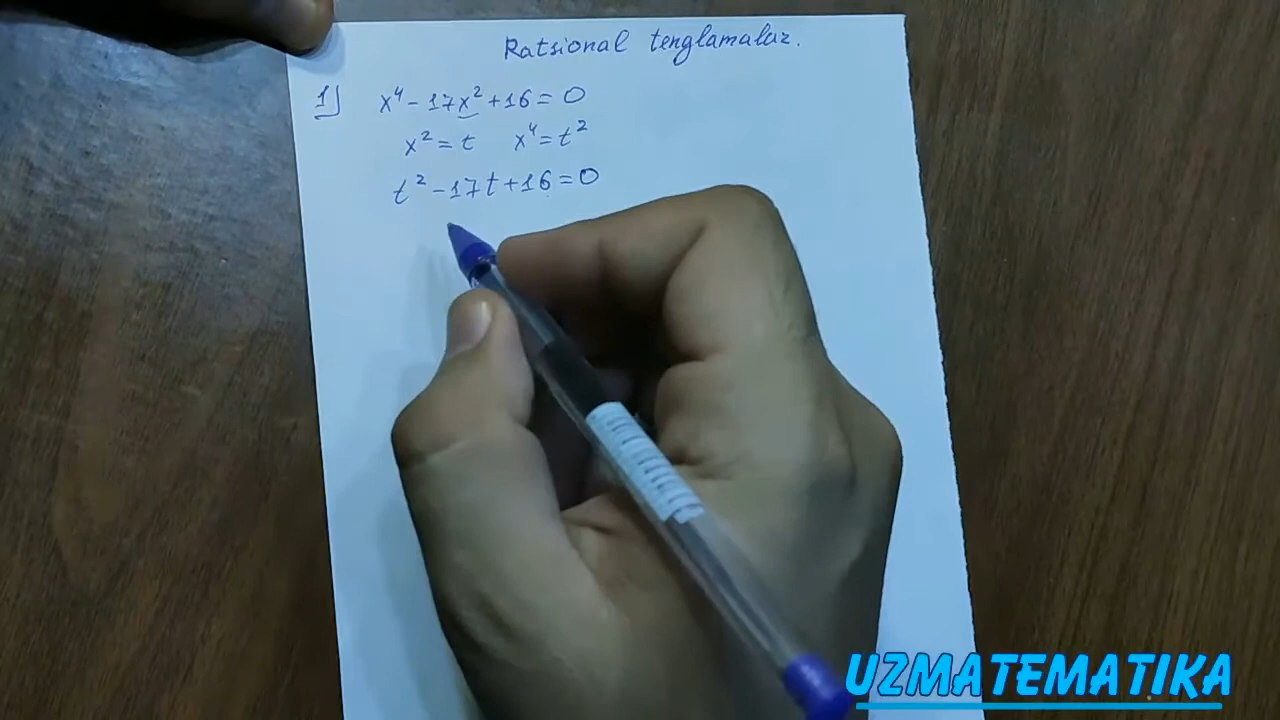 Ratsional tenglamalar.
1) x⁴ - 17x² + 16 = 0
x² = t x⁴ = t²
t² - 17t + 16 = 0
UZMATEMATIKA